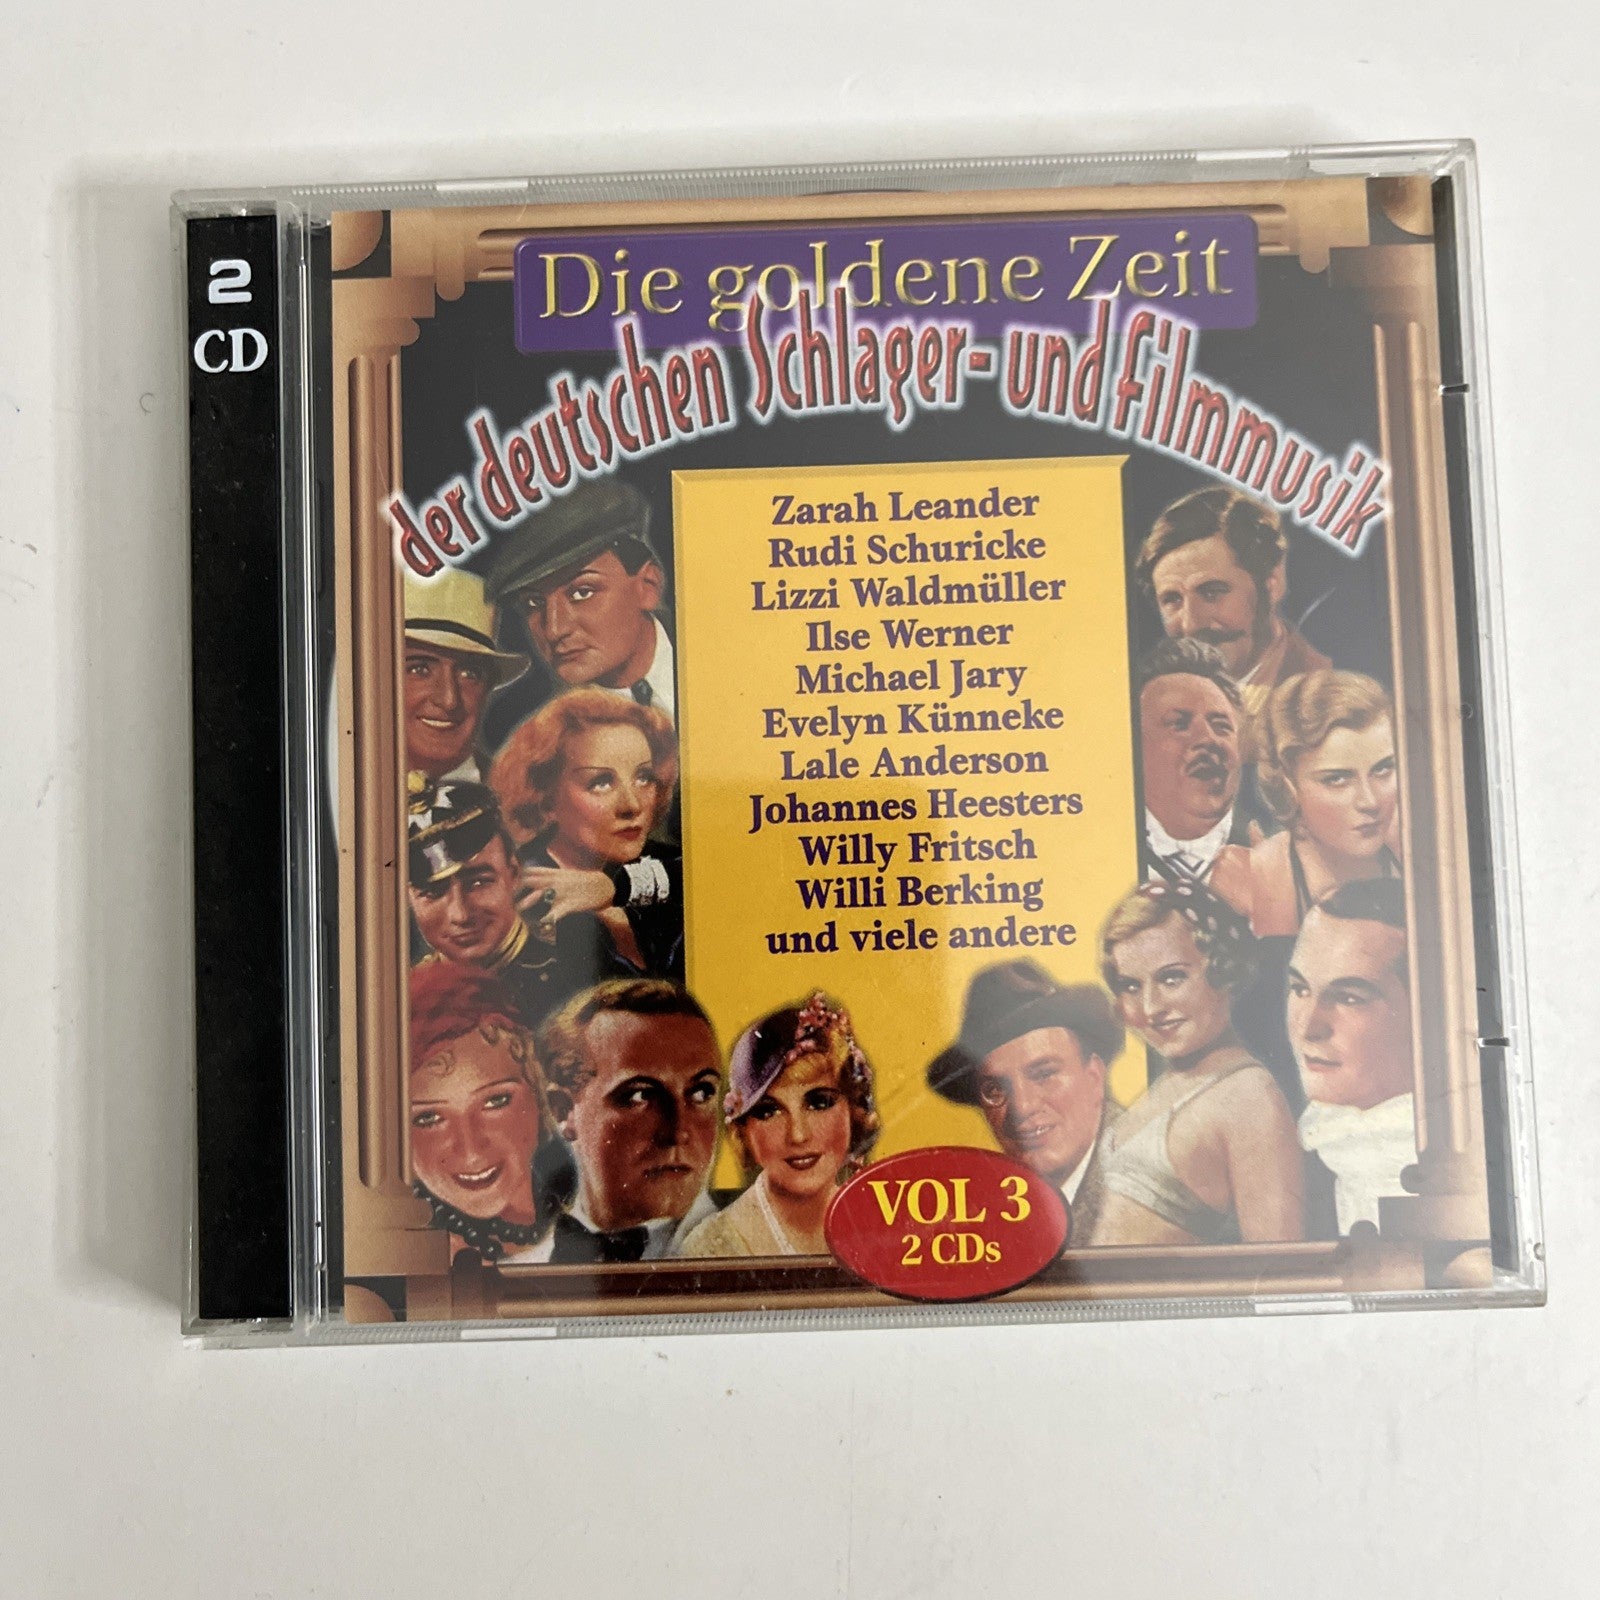 2
CD
Die goldene Zeit
der deutschen Schlager- und Filmmusik
Zarah Leander
Rudi Schuricke
Lizzi Waldmüller
Ilse Werner
Michael Jary
Evelyn Künneke
Lale Anderson
Johannes Heesters
Willy Fritsch
Willi Berking
und viele andere
VOL 3
2 CDs